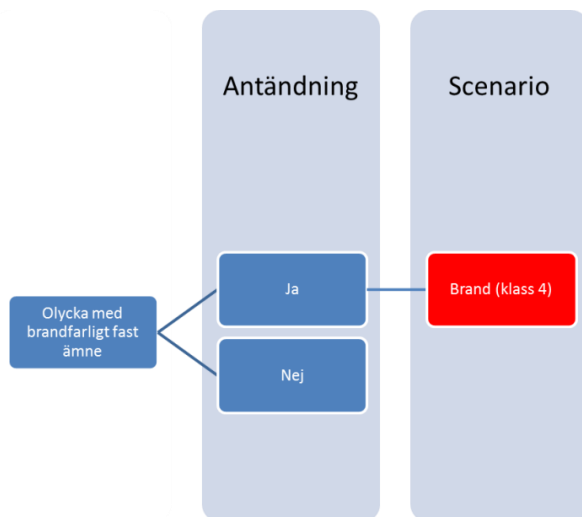 Antändning
Scenario
Ja
Brand (klass 4)
Olycka med
brandfarligt fast
ämne
Nej